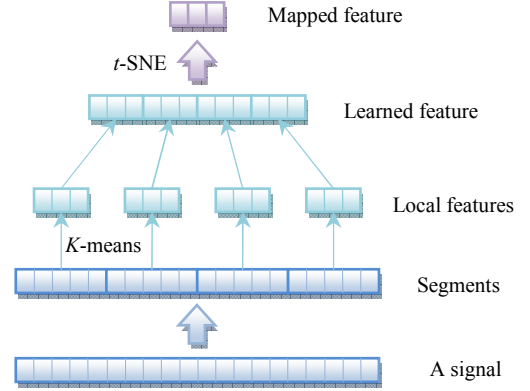 Mapped feature
t-SNE
Learned feature
Local features
K-means
Segments
A signal